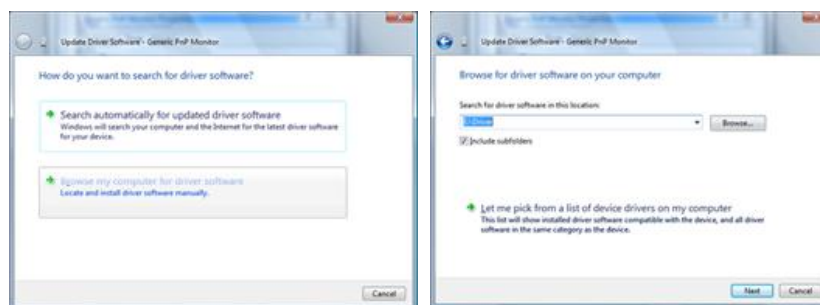 Update Driver Software - Generic PnP Monitor
How do you want to search for driver software?
Search automatically for updated driver software
Windows will search your computer and the Internet for the latest driver software
for your device.
Browse my computer for driver software
Locate and install driver software manually.
Cancel
Update Driver Software - Generic PnP Monitor
Browse for driver software on your computer
Search for driver software in this location:
Browse...
Include subfolders
Let me pick from a list of device drivers on my computer
This list will show installed driver software compatible with the device, and all driver
software in the same category as the device.
Next
Cancel